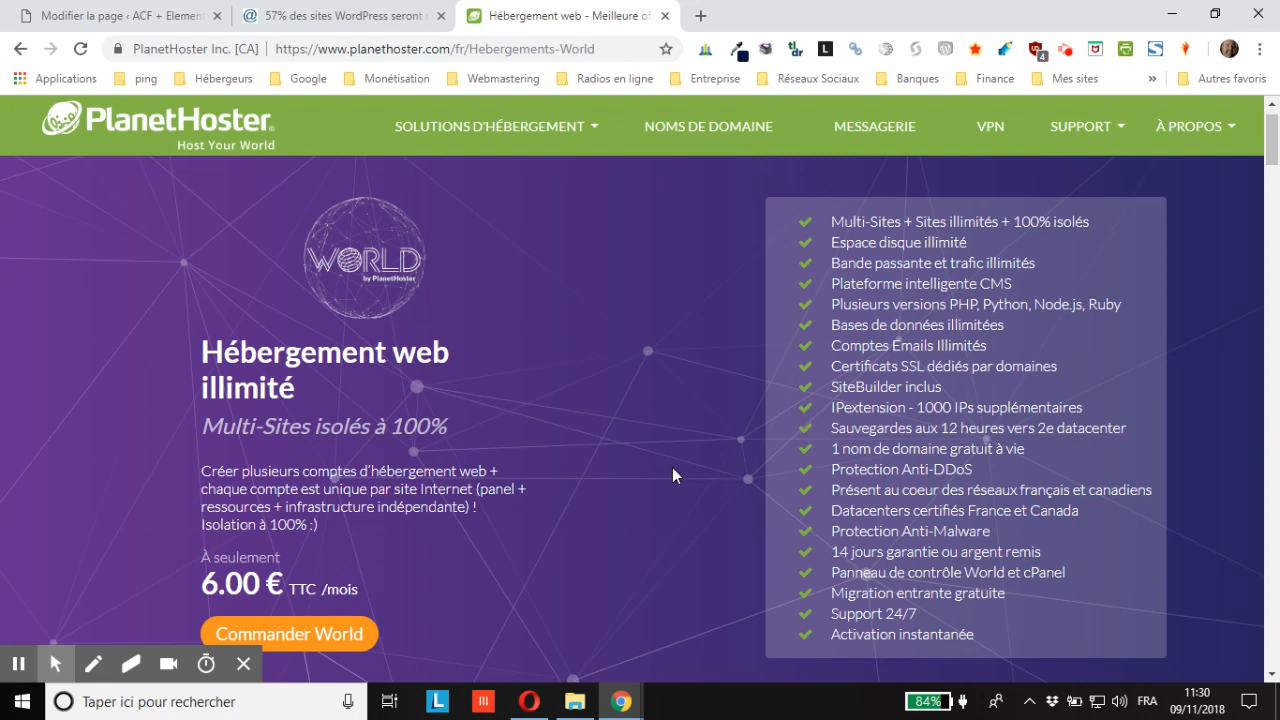 Modifier la page ‹ ACF + Element
57% des sites WordPress seront
Hébergement web - Meilleure of
PlanetHoster Inc. [CA]
https://www.planethoster.com/fr/Hebergements-World
tl;dr
L
4
Applications
ping
Hébergeurs
Google
Monétisation
Webmastering
Radios en ligne
Entreprise
Réseaux Sociaux
Banques
Finance
Mes sites
»
Autres favoris
PlanetHoster.
Host Your World
SOLUTIONS D'HÉBERGEMENT
NOMS DE DOMAINE
MESSAGERIE
VPN
SUPPORT
À PROPOS
WORLD
by PlanetHoster
Hébergement web
illimité
Multi-Sites isolés à 100%
Créer plusieurs comptes d'hébergement web +
chaque compte est unique par site Internet (panel +
ressources + infrastructure indépendante) !
Isolation à 100% :)
À seulement
6.00 € TTC /mois
Commander World
Multi-Sites + Sites illimités + 100% isolés
Espace disque illimité
Bande passante et trafic illimités
Plateforme intelligente CMS
Plusieurs versions PHP, Python, Node.js, Ruby
Bases de données illimitées
Comptes Emails Illimités
Certificats SSL dédiés par domaines
SiteBuilder inclus
IPextension - 1000 IPs supplémentaires
Sauvegardes aux 12 heures vers 2e datacenter
1 nom de domaine gratuit à vie
Protection Anti-DDoS
Présent au coeur des réseaux français et canadiens
Datacenters certifiés France et Canada
Protection Anti-Malware
14 jours garantie ou argent remis
Panneau de contrôle World et cPanel
Migration entrante gratuite
Support 24/7
Activation instantanée
Taper ici pour rechercher
L
84%
FRA
11:30
09/11/2018